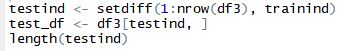 testind <- setdiff(1:nrow(df3), trainind)
test_df <- df3[testind, ]
length(testind)